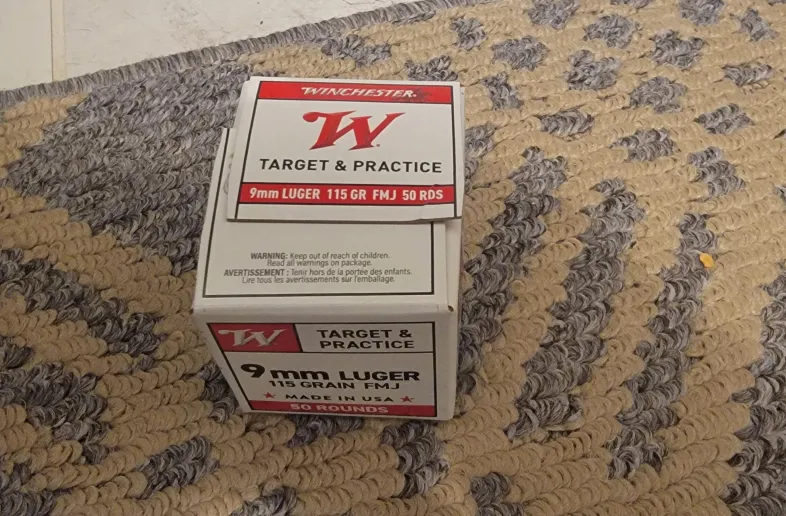 WINCHESTER
W
TARGET & PRACTICE
9mm LUGER 115 GR FMJ 50 RDS
WARNING: Keep out of reach of children.
Read all warnings on package.
AVERTISSEMENT : Tenir hors de la portée des enfants.
Lire tous les avertissements sur l'emballage.
W
TARGET &
PRACTICE
9mm LUGER
115 GRAIN FMJ
★ MADE IN USA ★
50 ROUNDS